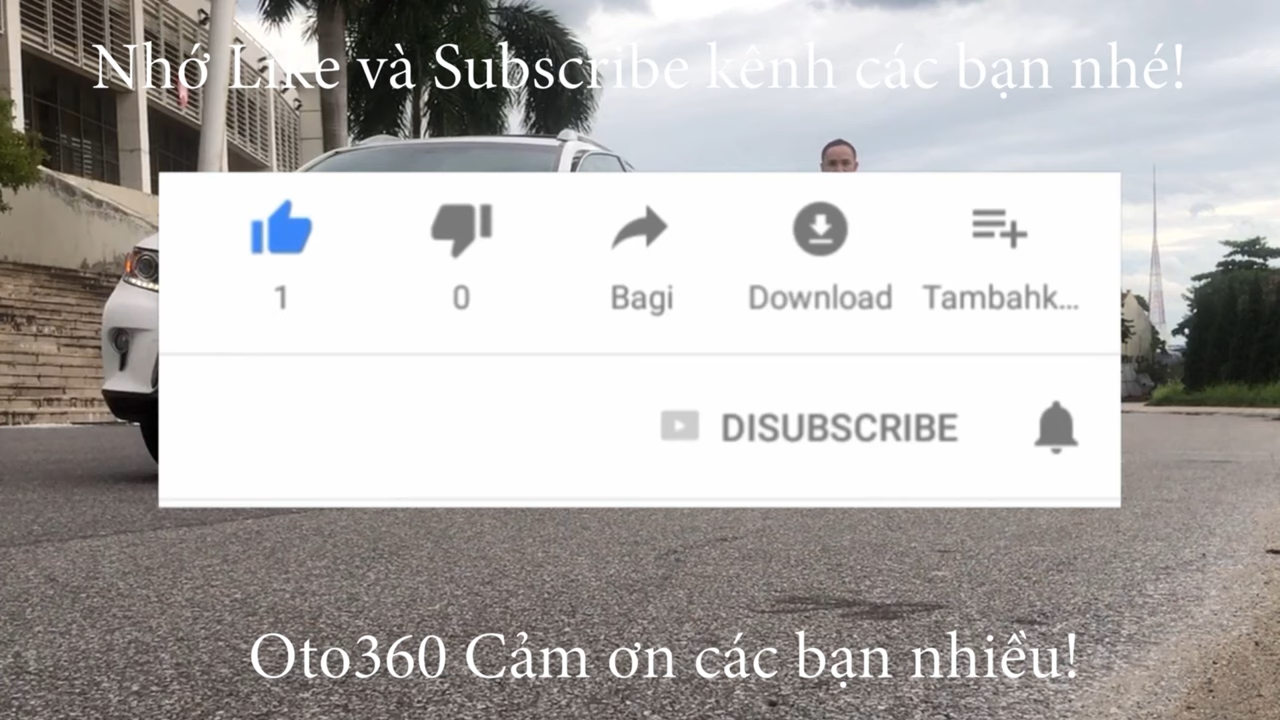 Nhớ Like và Subscribe kênh các bạn nhé!
1 0 Bagi Download Tambahk...
DISUBSCRIBE
Oto360 Cảm ơn các bạn nhiều!